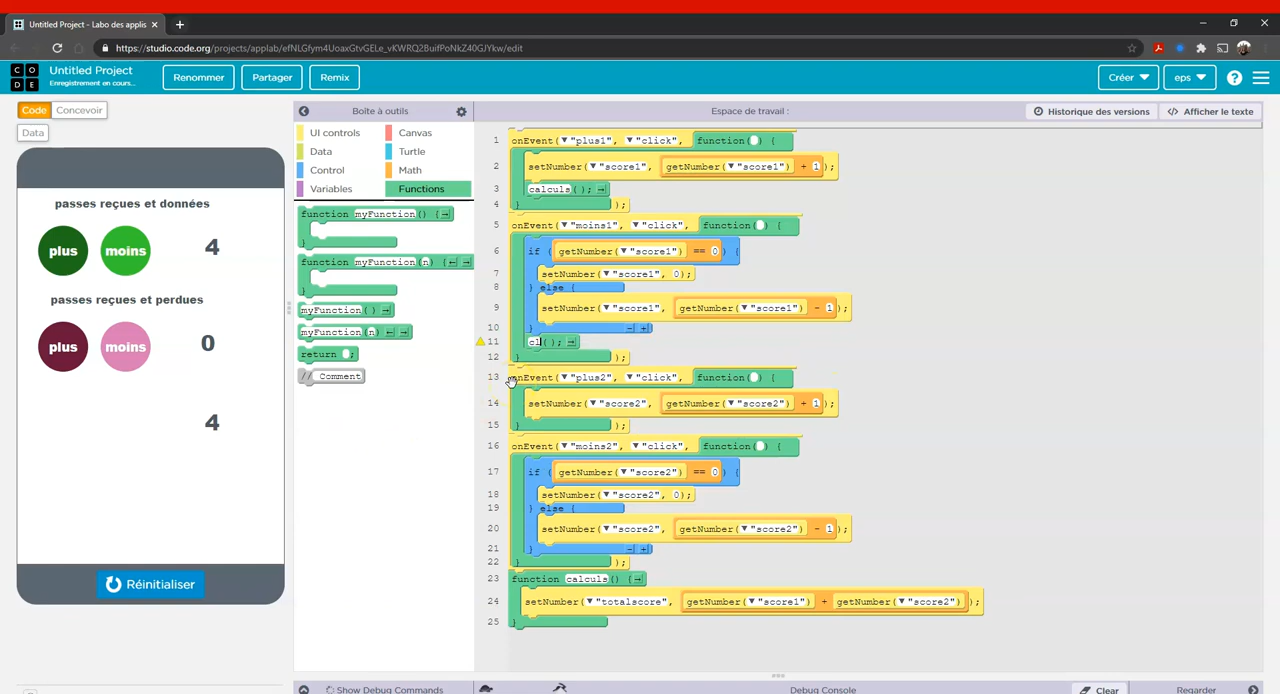 Untitled Project - Labo des applis
https://studio.code.org/projects/applab/efNLGfym4UoaxGtvGELe_vKWRQ2BuifPoNkZ40GJYkw/edit
CO
DE
Untitled Project
Enregistrement en cours...
Renommer
Partager
Remix
Créer
eps
?
Code
Concevoir
Boîte à outils
Espace de travail :
Historique des versions
</> Afficher le texte
Data
UI controls
Canvas
Data
Turtle
Control
Math
Variables
Functions
function myFunction() {
}
function myFunction(n) {
}
myFunction()
myFunction(n)
return ;
// Comment
passes reçues et données
plus
moins
4
passes reçues et perdues
plus
moins
0
4
Réinitialiser
1 onEvent("plus1", "click", function() {
2 setNumber("score1", getNumber("score1") + 1);
3 calculs();
4 });
5 onEvent("moins1", "click", function() {
6 if (getNumber("score1") == 0) {
7 setNumber("score1", 0);
8 } else {
9 setNumber("score1", getNumber("score1") - 1);
10 } - +
11 cl();
12 });
13 onEvent("plus2", "click", function() {
14 setNumber("score2", getNumber("score2") + 1);
15 });
16 onEvent("moins2", "click", function() {
17 if (getNumber("score2") == 0) {
18 setNumber("score2", 0);
19 } else {
20 setNumber("score2", getNumber("score2") - 1);
21 } - +
22 });
23 function calculs() {
24 setNumber("totalscore", getNumber("score1") + getNumber("score2"));
25 }
Show Debug Commands
Debug Console
Clear
Regarder